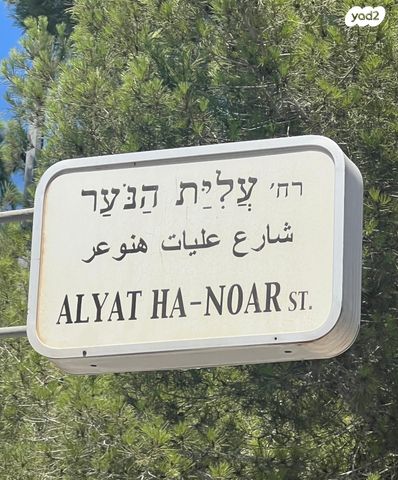 yad2
רח' עֲלִיַּת הַנֹּעַר
شارع عليات هنوعر
ALYAT HA-NOAR ST.